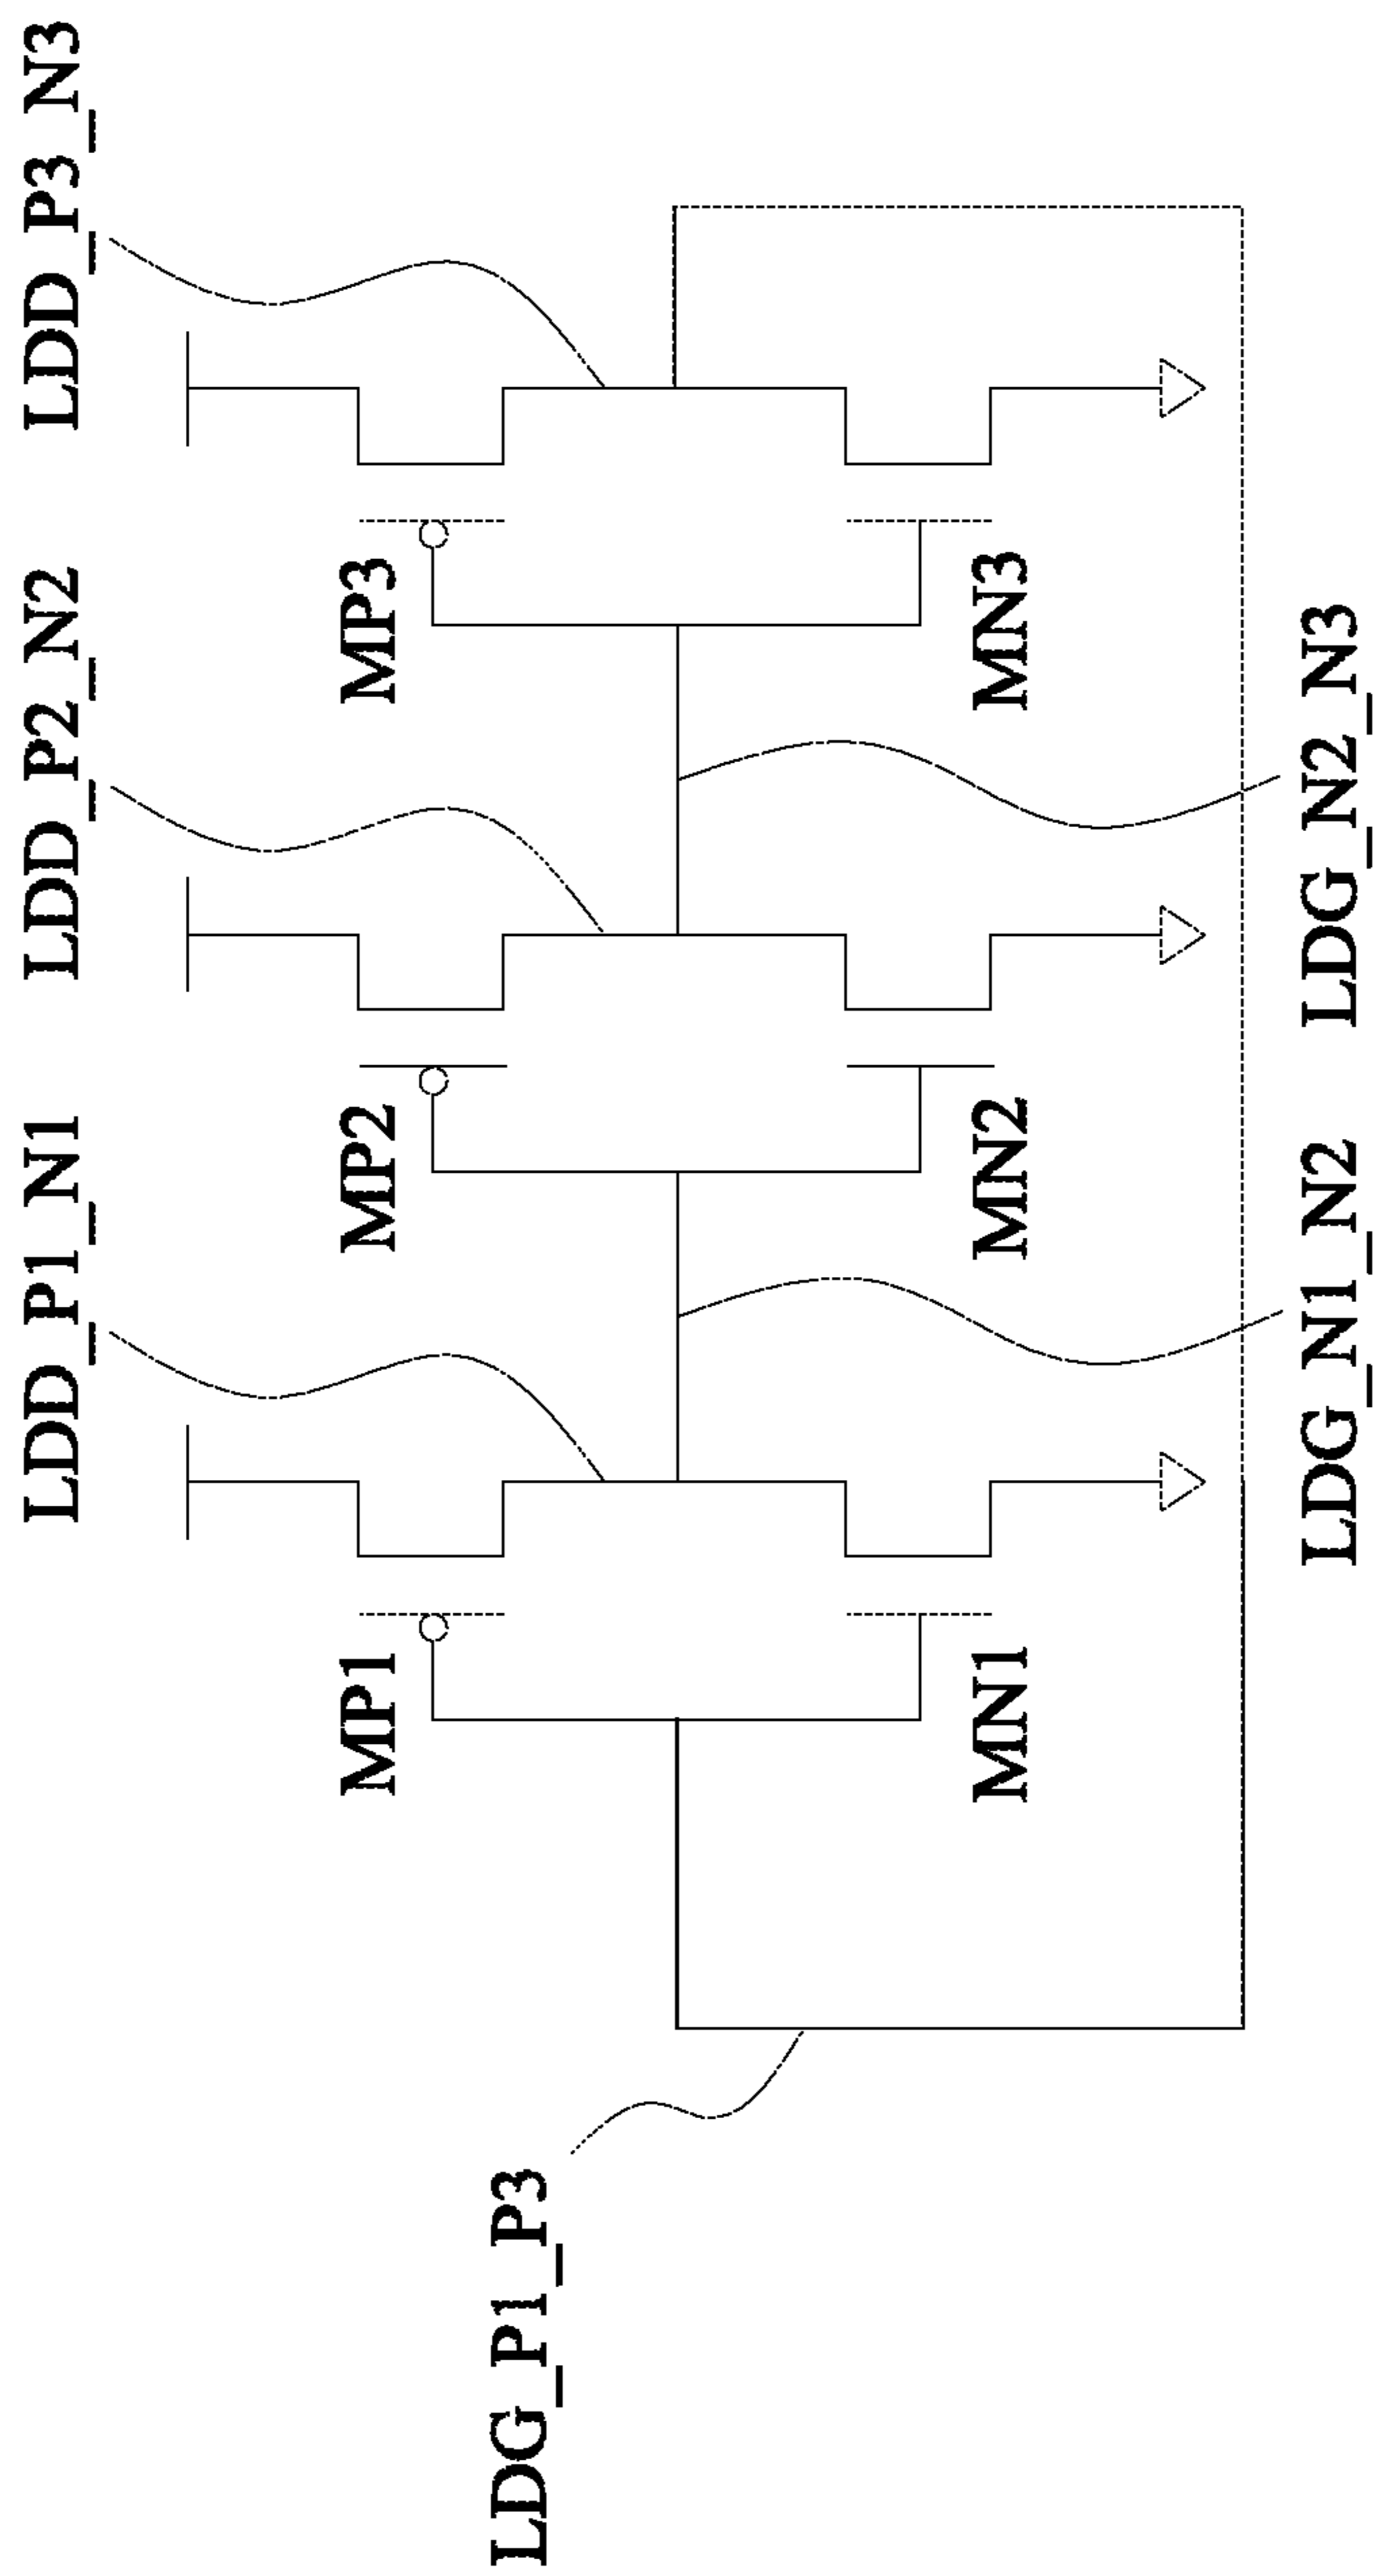 LDD_P1_N1
LDD_P2_N2
LDD_P3_N3
MP1
MP2
MP3
LDG_P1_P3
MN1
MN2
MN3
LDG_N1_N2
LDG_N2_N3